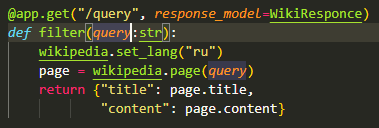 @app.get("/query", response_model=WikiResponce)
def filter(query:str):
    wikipedia.set_lang("ru")
    page = wikipedia.page(query)
    return {"title": page.title,
            "content": page.content}